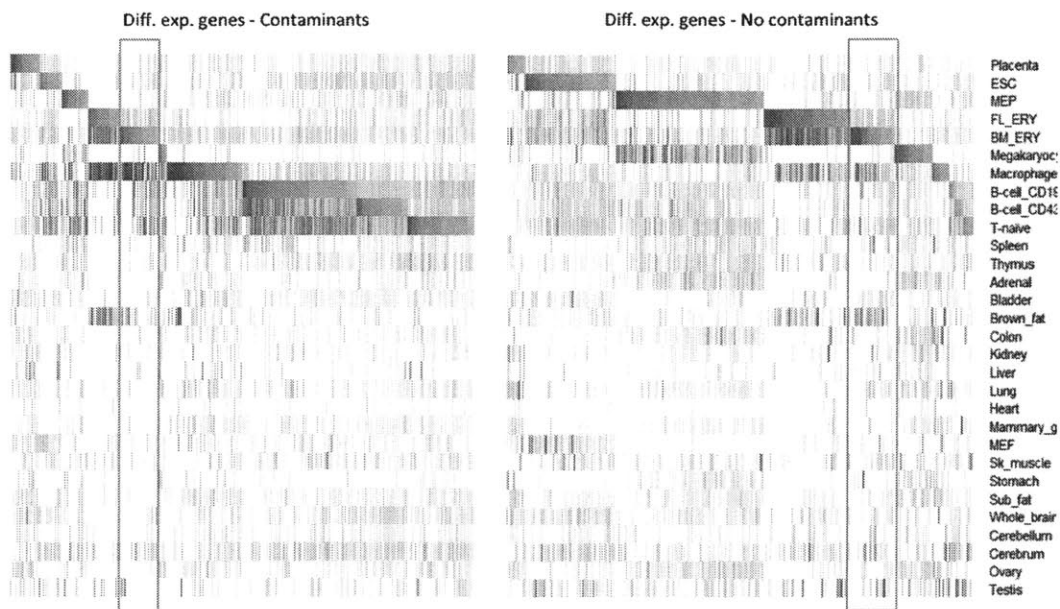 Diff. exp. genes - Contaminants
Diff. exp. genes - No contaminants
Placenta
ESC
MEP
FL_ERY
BM_ERY
Megakaryoc
Macrophage
B-cell_CD19
B-cell_CD43
T-naive
Spleen
Thymus
Adrenal
Bladder
Brown_fat
Colon
Kidney
Liver
Lung
Heart
Mammary_g
MEF
Sk_muscle
Stomach
Sub_fat
Whole_brain
Cerebellum
Cerebrum
Ovary
Testis